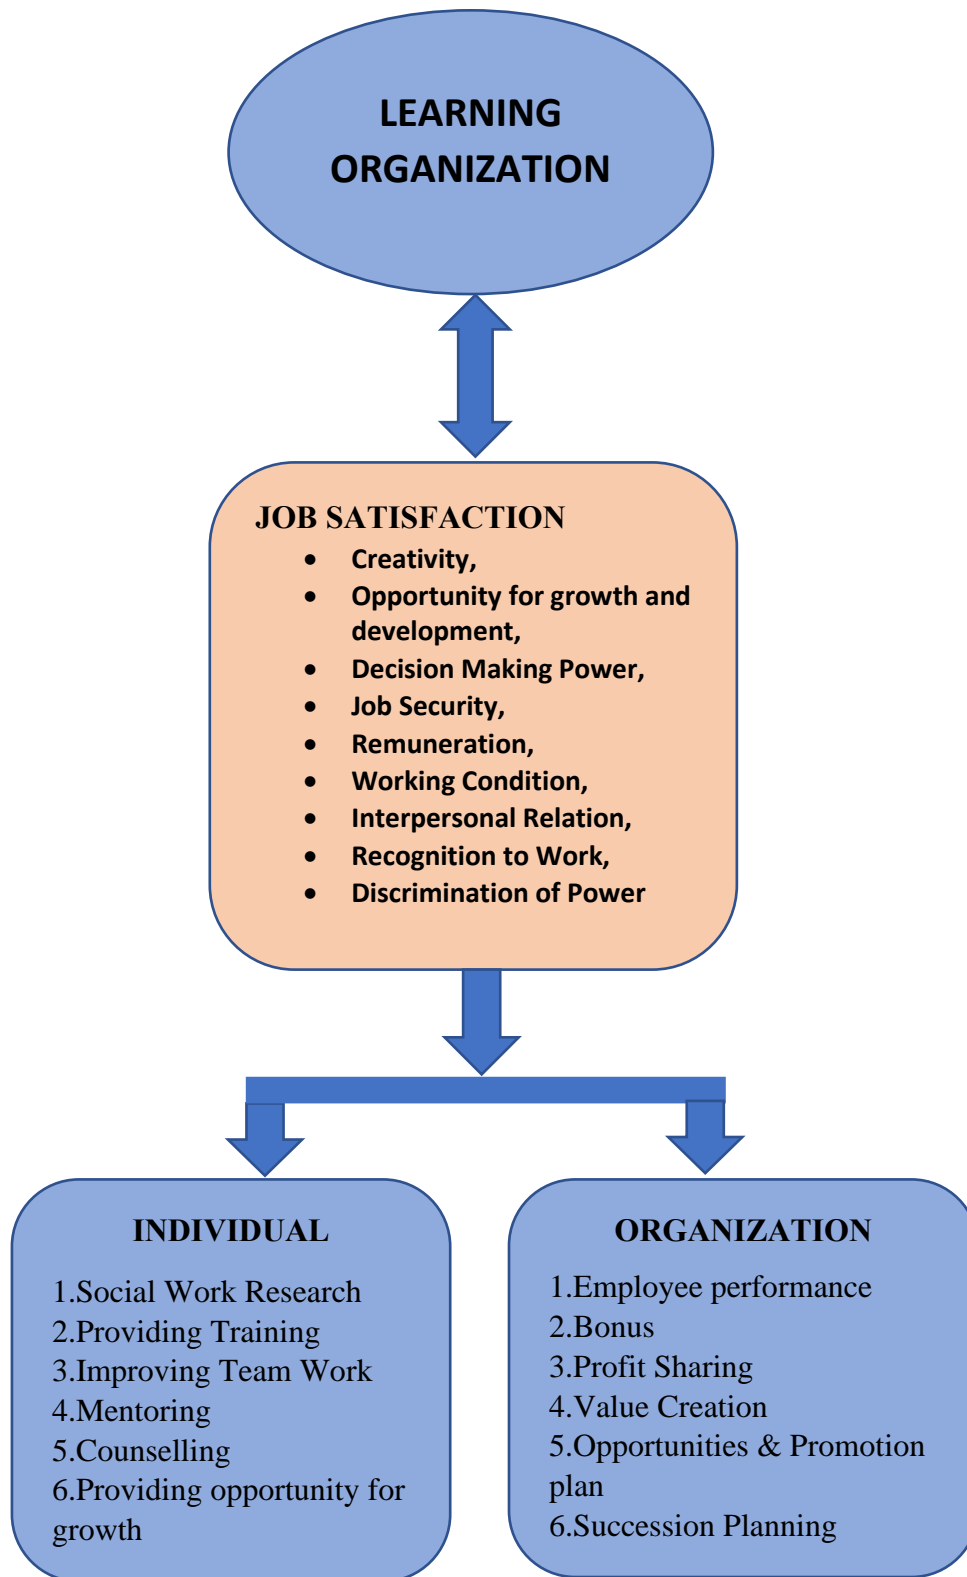 LEARNING
ORGANIZATION
JOB SATISFACTION
• Creativity,
• Opportunity for growth and
development,
• Decision Making Power,
• Job Security,
• Remuneration,
• Working Condition,
• Interpersonal Relation,
• Recognition to Work,
• Discrimination of Power
INDIVIDUAL
1.Social Work Research
2.Providing Training
3.Improving Team Work
4.Mentoring
5.Counselling
6.Providing opportunity for
growth
ORGANIZATION
1.Employee performance
2.Bonus
3.Profit Sharing
4.Value Creation
5.Opportunities & Promotion
plan
6.Succession Planning